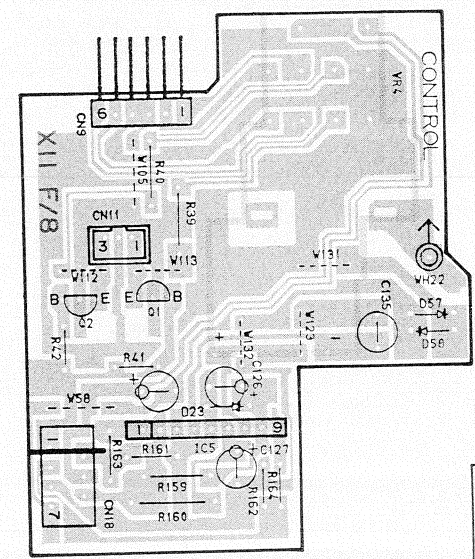 CONTROL
VR4
6 1
CN9
XII F/8
W105
R40
R39
CN11
3 1
W112
W113
W131
WH22
B E
E B
Q2
Q1
C135
D57
D58
R42
+
W132
W123
-
R41
+
C126
+
W58
D23
1 9
1
R163
R161
IC5
+
C127
R159
R164
R162
7
CN18
R160